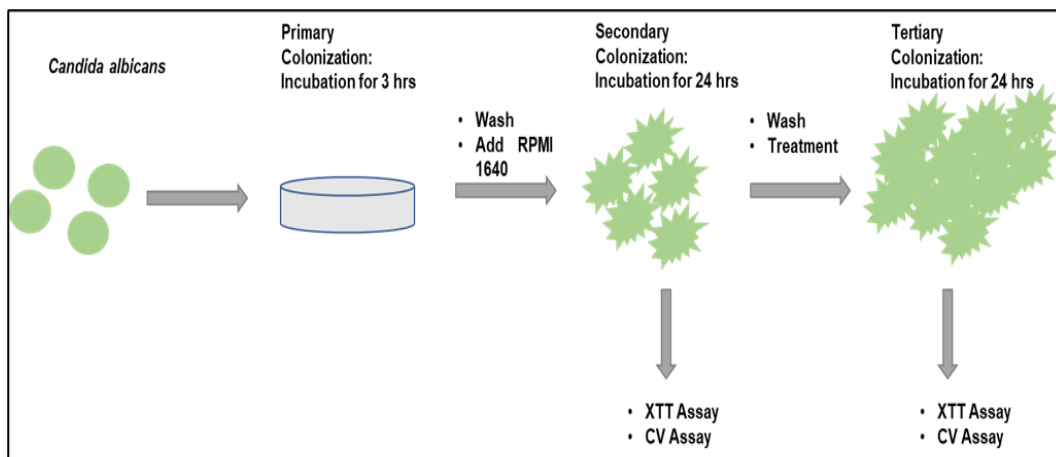 Candida albicans
Primary
Colonization:
Incubation for 3 hrs
• Wash
• Add RPMI
1640
Secondary
Colonization:
Incubation for 24 hrs
• Wash
• Treatment
Tertiary
Colonization:
Incubation for 24 hrs
• XTT Assay
• CV Assay
• XTT Assay
• CV Assay